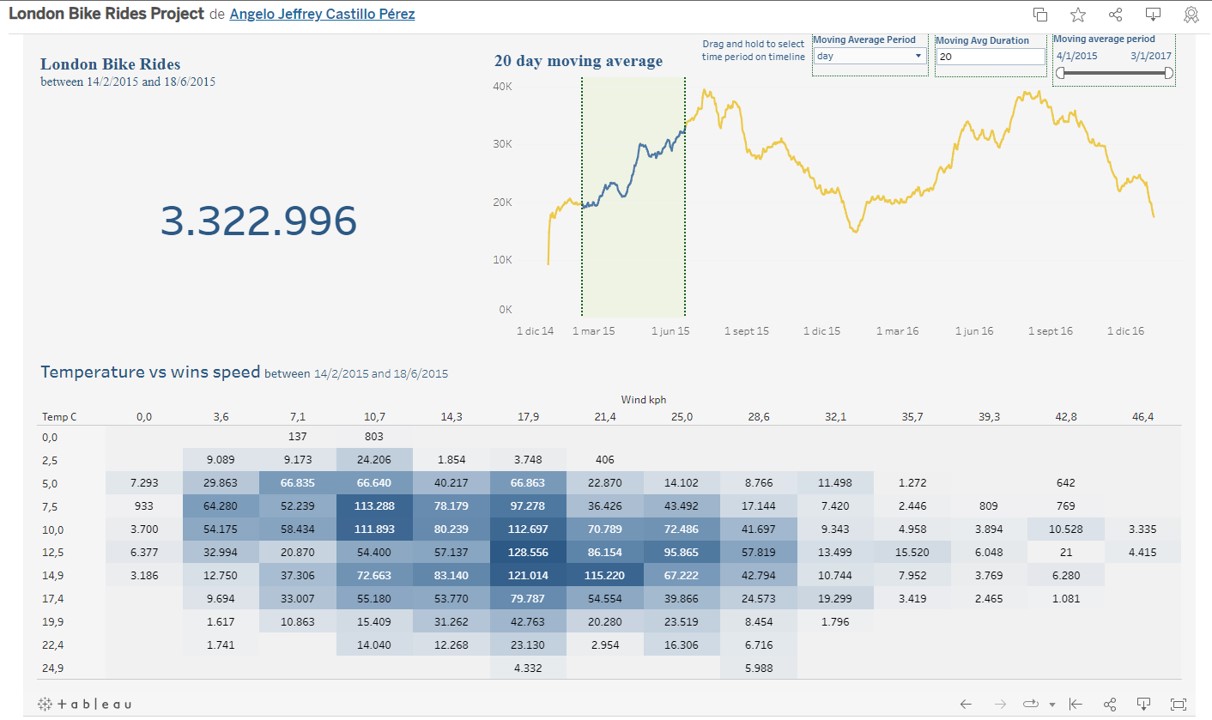 London Bike Rides Project de Angelo Jeffrey Castillo Pérez
London Bike Rides
between 14/2/2015 and 18/6/2015
3.322.996
20 day moving average
Drag and hold to select
time period on timeline
Moving Average Period
day
Moving Avg Duration
20
Moving average period
4/1/2015 3/1/2017
40K
30K
20K
10K
0K
1 dic 14 1 mar 15 1 jun 15 1 sept 15 1 dic 15 1 mar 16 1 jun 16 1 sept 16 1 dic 16
Temperature vs wins speed between 14/2/2015 and 18/6/2015
Wind kph
Temp C 0,0 3,6 7,1 10,7 14,3 17,9 21,4 25,0 28,6 32,1 35,7 39,3 42,8 46,4
0,0 137 803
2,5 9.089 9.173 24.206 1.854 3.748 406
5,0 7.293 29.863 66.835 66.640 40.217 66.863 22.870 14.102 8.766 11.498 1.272 642
7,5 933 64.280 52.239 113.288 78.179 97.278 36.426 43.492 17.144 7.420 2.446 809 769
10,0 3.700 54.175 58.434 111.893 80.239 112.697 70.789 72.486 41.697 9.343 4.958 3.894 10.528 3.335
12,5 6.377 32.994 20.870 54.400 57.137 128.556 86.154 95.865 57.819 13.499 15.520 6.048 21 4.415
14,9 3.186 12.750 37.306 72.663 83.140 121.014 115.220 67.222 42.794 10.744 7.952 3.769 6.280
17,4 9.694 33.007 55.180 53.770 79.787 54.554 39.866 24.573 19.299 3.419 2.465 1.081
19,9 1.617 10.863 15.409 31.262 42.763 20.280 23.519 8.454 1.796
22,4 1.741 14.040 12.268 23.130 2.954 16.306 6.716
24,9 4.332 5.988
+ a b l e a u